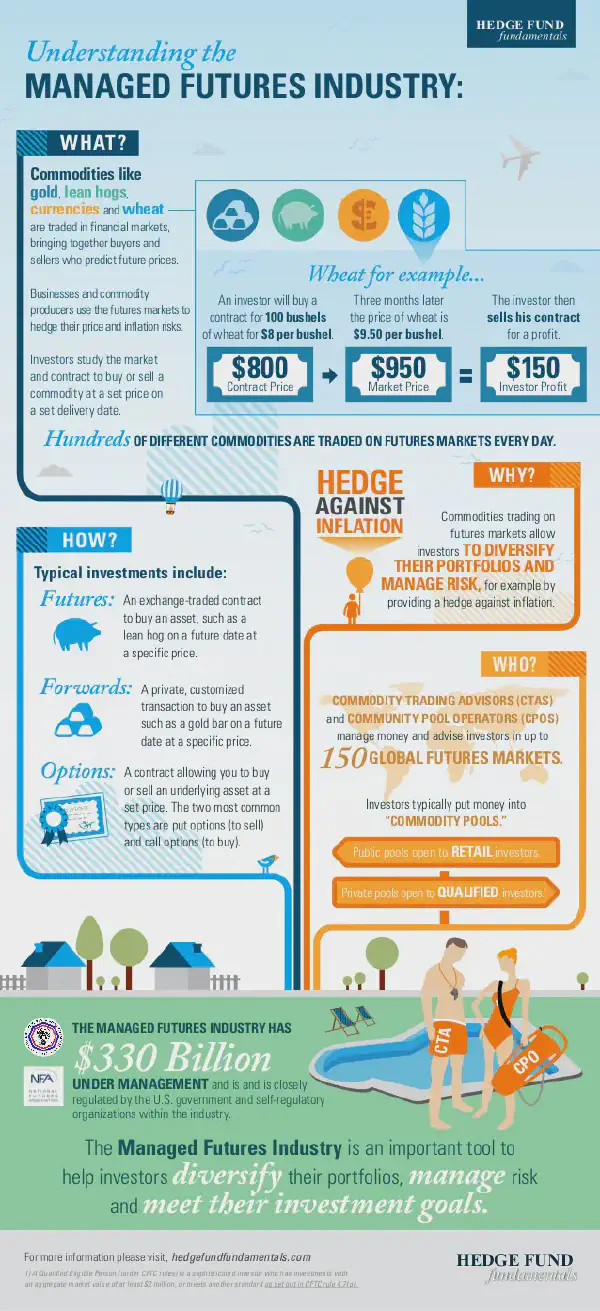 HEDGE FUND
fundamentals
Understanding the
MANAGED FUTURES INDUSTRY:
WHAT?
Commodities like
gold, lean hogs,
currencies and wheat
are traded in financial markets,
bringing together buyers and
sellers who predict future prices.
Businesses and commodity
producers use the futures markets to
hedge their price and inflation risks.
Investors study the market
and contract to buy or sell a
commodity at a set price on
a set delivery date.
Wheat for example...
An investor will buy a
contract for 100 bushels
of wheat for $8 per bushel.
$800
Contract Price
Three months later
the price of wheat is
$9.50 per bushel.
$950
Market Price
=
The investor then
sells his contract
for a profit.
$150
Investor Profit
Hundreds OF DIFFERENT COMMODITIES ARE TRADED ON FUTURES MARKETS EVERY DAY.
HEDGE
AGAINST
INFLATION
WHY?
Commodities trading on
futures markets allow
investors TO DIVERSIFY
THEIR PORTFOLIOS AND
MANAGE RISK, for example by
providing a hedge against inflation.
HOW?
Typical investments include:
Futures: An exchange-traded contract
to buy an asset, such as a
lean hog on a future date at
a specific price.
Forwards: A private, customized
transaction to buy an asset
such as a gold bar on a future
date at a specific price.
Options: A contract allowing you to buy
or sell an underlying asset at a
set price. The two most common
types are put options (to sell)
and call options (to buy).
WHO?
COMMODITY TRADING ADVISORS (CTAS)
and COMMUNITY POOL OPERATORS (CPOS)
manage money and advise investors in up to
150 GLOBAL FUTURES MARKETS.
Investors typically put money into
"COMMODITY POOLS."
Public pools open to RETAIL investors.
Private pools open to QUALIFIED investors.
CTA
CPO
THE MANAGED FUTURES INDUSTRY HAS
$330 Billion
UNDER MANAGEMENT and is and is closely
regulated by the U.S. government and self-regulatory
organizations within the industry.
NFA
NATIONAL
FUTURES
ASSOCIATION
The Managed Futures Industry is an important tool to
help investors diversify their portfolios, manage risk
and meet their investment goals.
For more information please visit, hedgefundfundamentals.com
1) A Qualified Eligible Person (under CFTC rules) is a sophisticated investor who has investments with
an aggregate market value of at least $2 million, or meets another standard as set out in CFTC rule 4.7(a).
HEDGE FUND
fundamentals